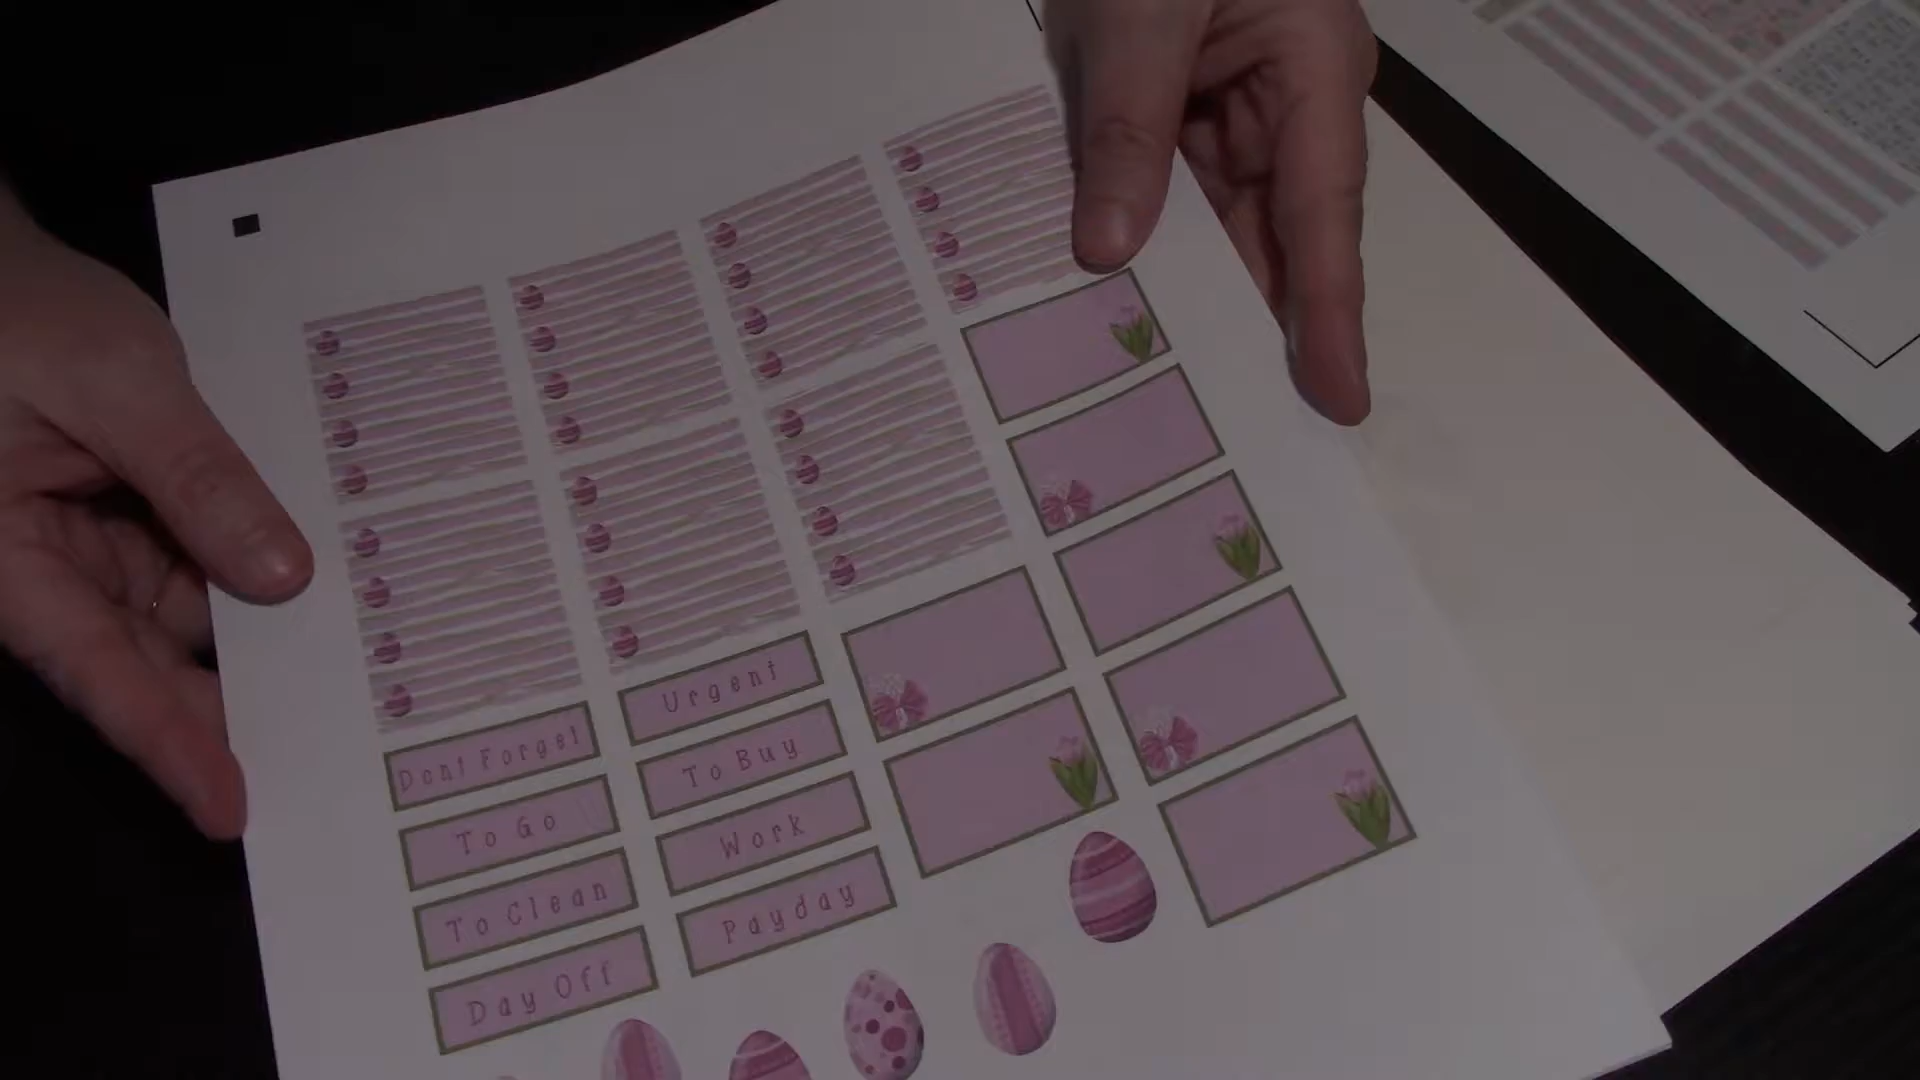 Dont Forget
To Go
To Clean
Day Off
Urgent
To Buy
Work
Payday